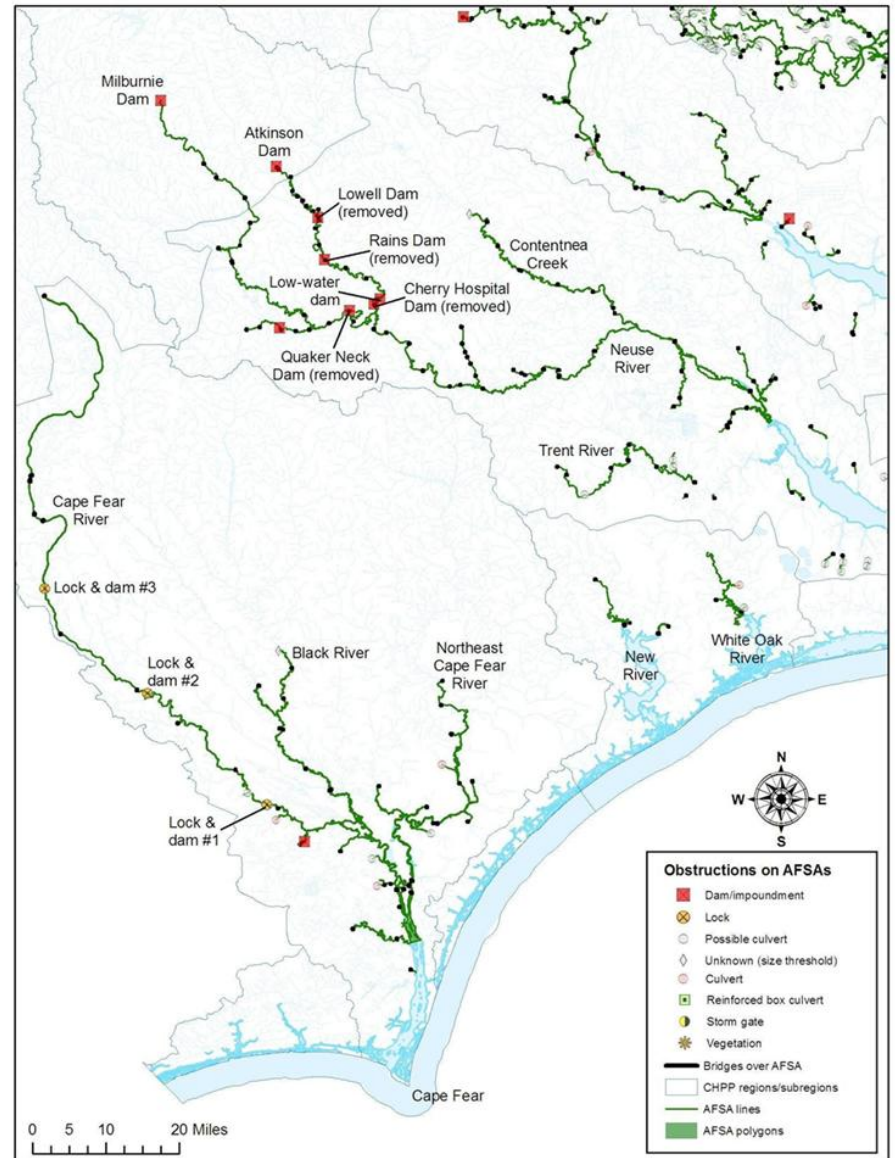 Milburnie
Dam
Atkinson
Dam
Lowell Dam
(removed)
Rains Dam
(removed)
Contentnea
Creek
Low-water
dam
Cherry Hospital
Dam (removed)
Quaker Neck
Dam (removed)
Neuse
River
Trent River
Cape Fear
River
Lock & dam #3
Lock &
dam #2
Black River
Northeast
Cape Fear
River
New
River
White Oak
River
Lock &
dam #1
N
W
E
S
Cape Fear
0 5 10 20 Miles
Obstructions on AFSAs
Dam/impoundment
Lock
Possible culvert
Unknown (size threshold)
Culvert
Reinforced box culvert
Storm gate
Vegetation
Bridges over AFSA
CHPP regions/subregions
AFSA lines
AFSA polygons